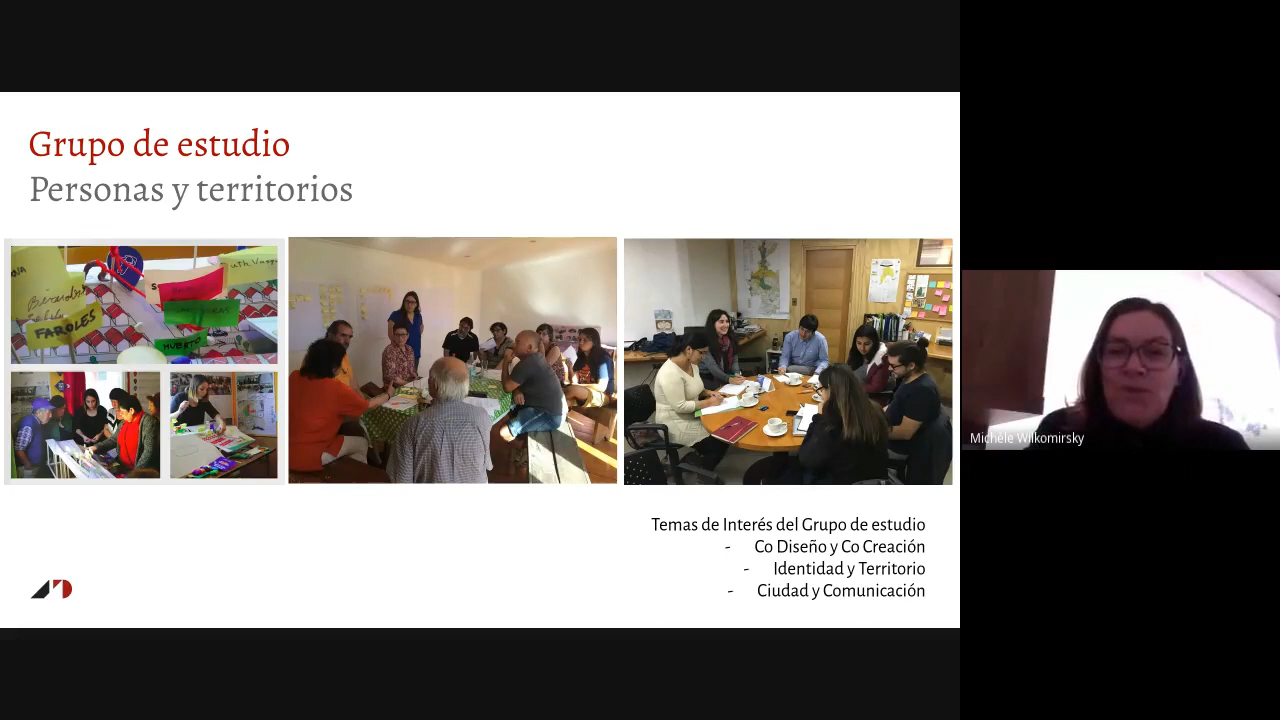 Grupo de estudio
Personas y territorios
FAROLES
HUERTO
Temas de Interés del Grupo de estudio
- Co Diseño y Co Creación
- Identidad y Territorio
- Ciudad y Comunicación
Michèle Wilkomirsky